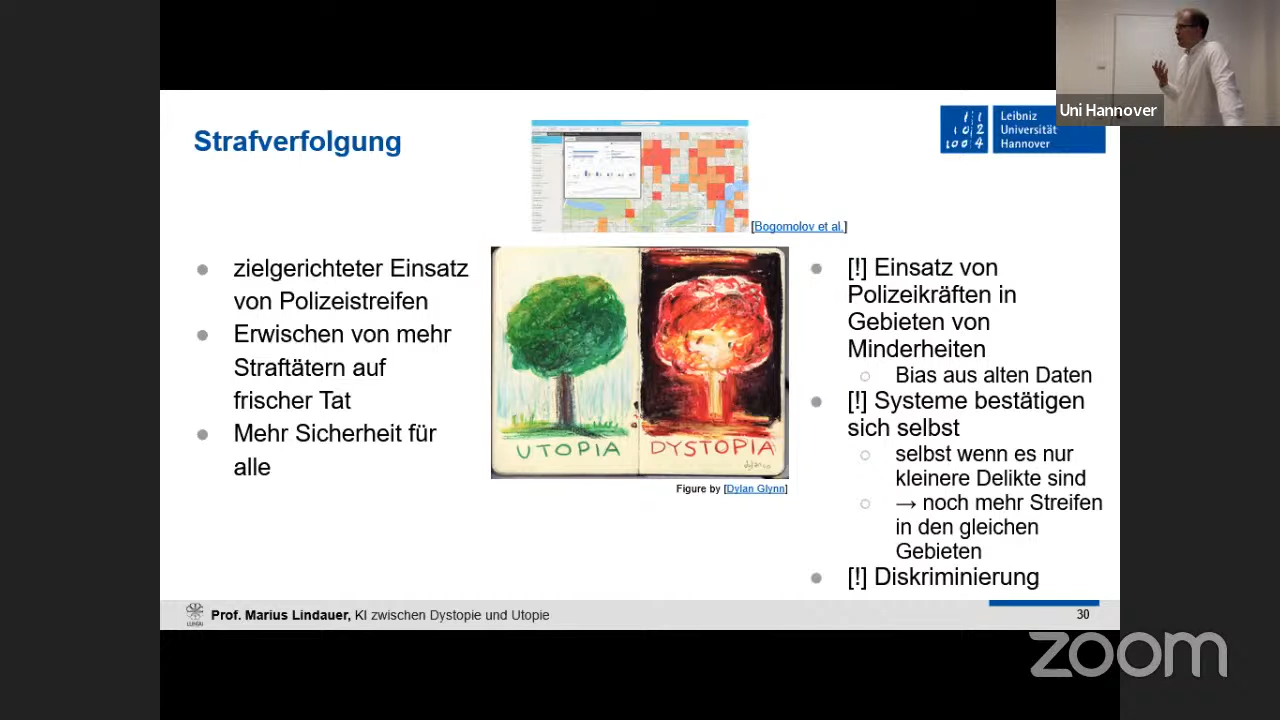 Uni Hannover
Strafverfolgung
Leibniz
Universität
Hannover
[Bogomolov et al.]
zielgerichteter Einsatz
von Polizeistreifen
Erwischen von mehr
Straftätern auf
frischer Tat
Mehr Sicherheit für
alle
UTOPIA
DYSTOPIA
Figure by [Dylan Glynn]
[!] Einsatz von
Polizeikräften in
Gebieten von
Minderheiten
Bias aus alten Daten
[!] Systeme bestätigen
sich selbst
selbst wenn es nur
kleinere Delikte sind
→ noch mehr Streifen
in den gleichen
Gebieten
[!] Diskriminierung
Prof. Marius Lindauer, KI zwischen Dystopie und Utopie
30
zoom